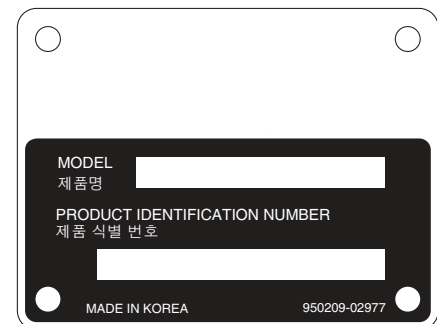 MODEL
제품명
PRODUCT IDENTIFICATION NUMBER
제품 식별 번호
MADE IN KOREA 950209-02977